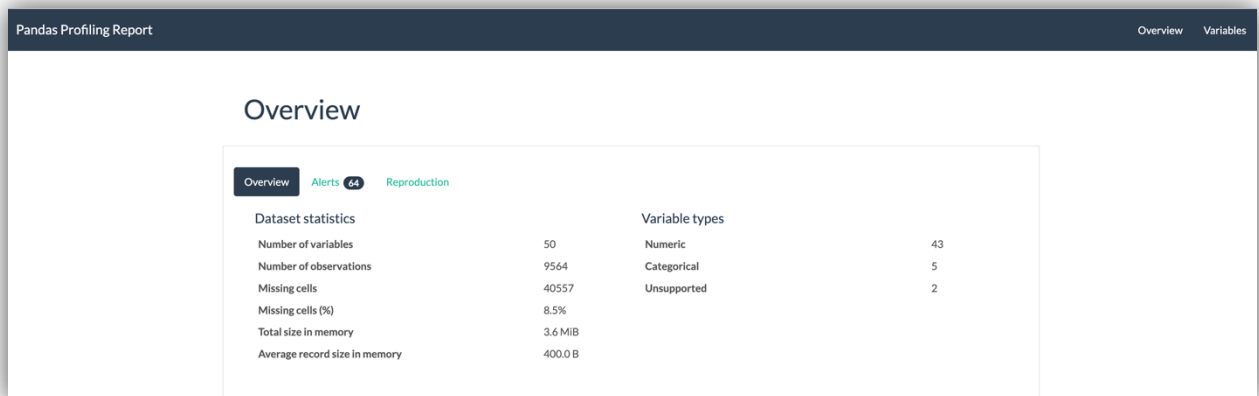 Pandas Profiling Report
Overview Variables
Overview
Overview Alerts 64 Reproduction
Dataset statistics
Number of variables 50
Number of observations 9564
Missing cells 40557
Missing cells (%) 8.5%
Total size in memory 3.6 MiB
Average record size in memory 400.0 B
Variable types
Numeric 43
Categorical 5
Unsupported 2